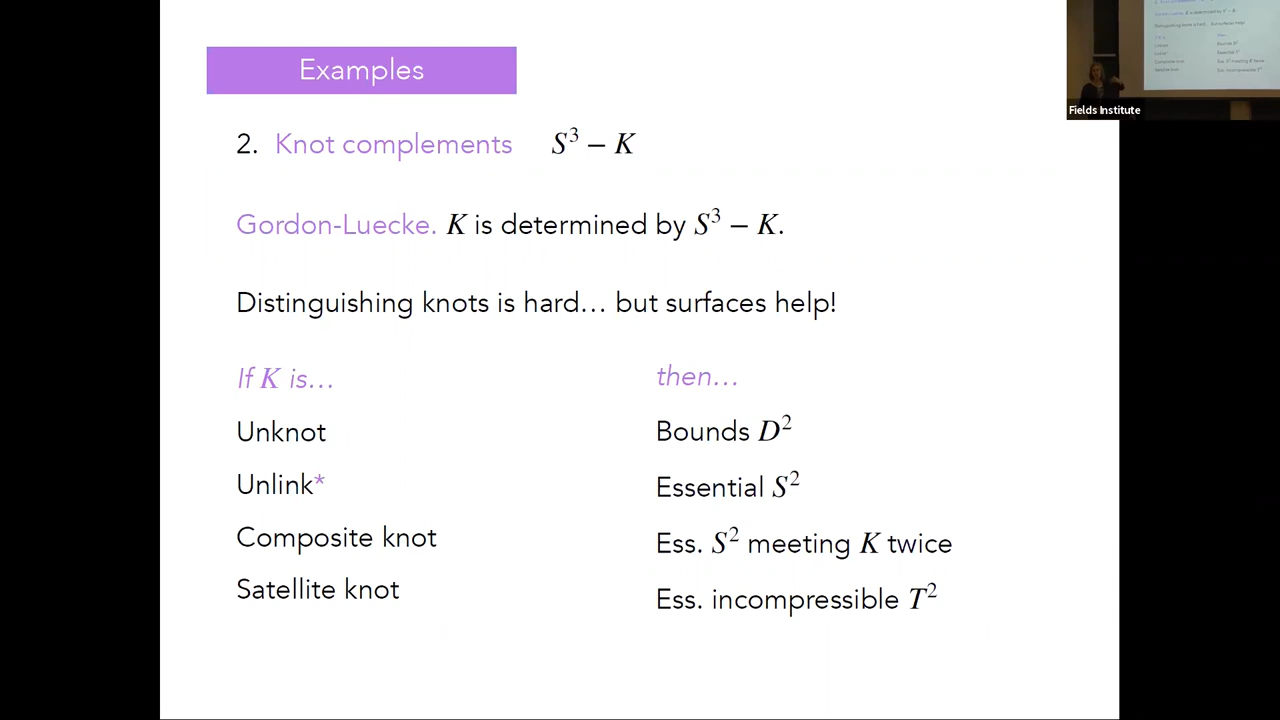 Examples
2. Knot complements S³ − K
Gordon-Luecke. K is determined by S³ − K.
Distinguishing knots is hard… but surfaces help!
If K is… then…
Unknot Bounds D²
Unlink* Essential S²
Composite knot Ess. S² meeting K twice
Satellite knot Ess. incompressible T²
Fields Institute